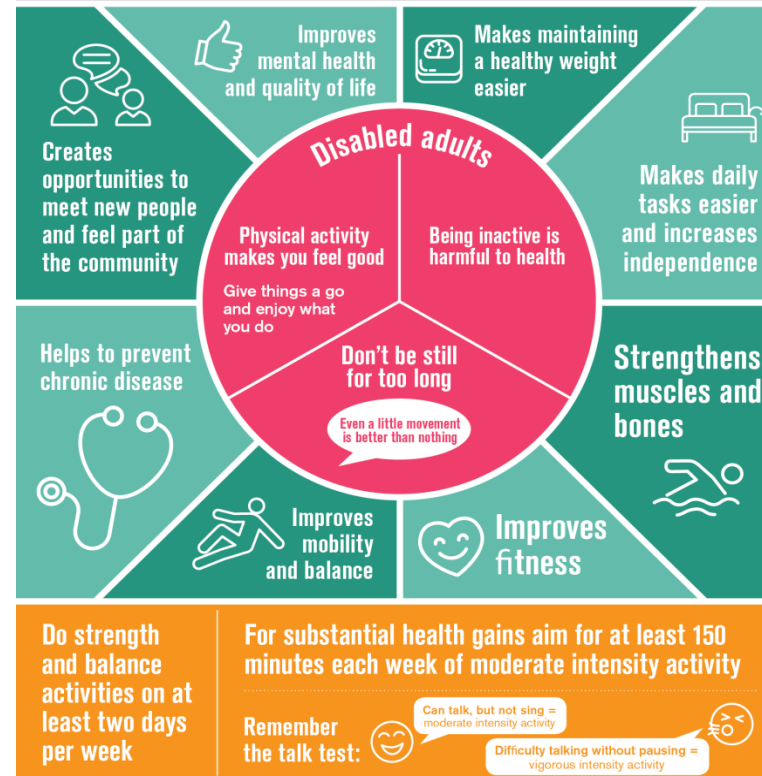 Improves
mental health
and quality of life
Makes maintaining
a healthy weight
easier
Creates
opportunities to
meet new people
and feel part of
the community
Disabled adults
Makes daily
tasks easier
and increases
independence
Physical activity
makes you feel good
Give things a go
and enjoy what
you do
Being inactive is
harmful to health
Don't be still
for too long
Even a little movement
is better than nothing
Helps to prevent
chronic disease
Strengthens
muscles and
bones
Improves
mobility
and balance
Improves
fitness
Do strength
and balance
activities on at
least two days
per week
For substantial health gains aim for at least 150
minutes each week of moderate intensity activity
Remember
the talk test:
Can talk, but not sing =
moderate intensity activity
Difficulty talking without pausing =
vigorous intensity activity